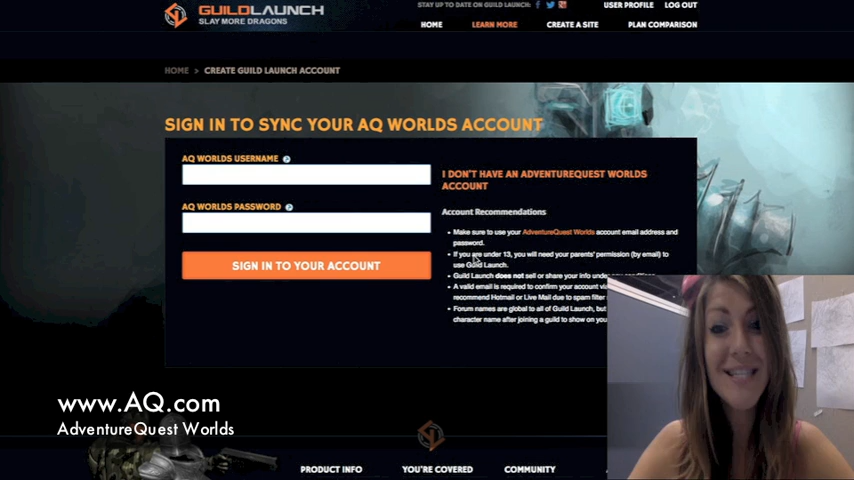 GUILDLAUNCH
SLAY MORE DRAGONS
STAY UP TO DATE ON GUILD LAUNCH:
USER PROFILE
LOG OUT
HOME
LEARN MORE
CREATE A SITE
PLAN COMPARISON
HOME > CREATE GUILD LAUNCH ACCOUNT
SIGN IN TO SYNC YOUR AQ WORLDS ACCOUNT
AQ WORLDS USERNAME
AQ WORLDS PASSWORD
SIGN IN TO YOUR ACCOUNT
I DON'T HAVE AN ADVENTUREQUEST WORLDS
ACCOUNT
Account Recommendations
Make sure to use your AdventureQuest Worlds account email address and
password.
If you are under 13, you will need your parents' permission (by email) to
use Guild Launch.
Guild Launch does not sell or share your info under
A valid email is required to confirm your account
recommend Hotmail or Live Mail due to spam filter
Forum names are global to all of Guild Launch, but
character name after joining a guild to show on
www.AQ.com
AdventureQuest Worlds
PRODUCT INFO
YOU'RE COVERED
COMMUNITY